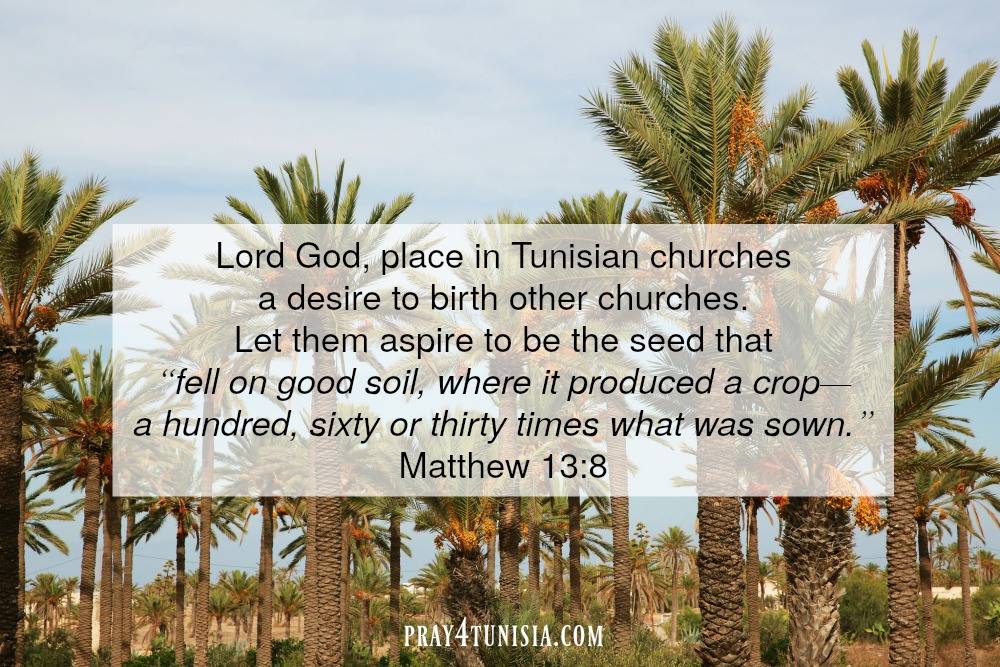 Lord God, place in Tunisian churches
a desire to birth other churches.
Let them aspire to be the seed that
“fell on good soil, where it produced a crop—
a hundred, sixty or thirty times what was sown.”
Matthew 13:8
PRAY4TUNISIA.COM